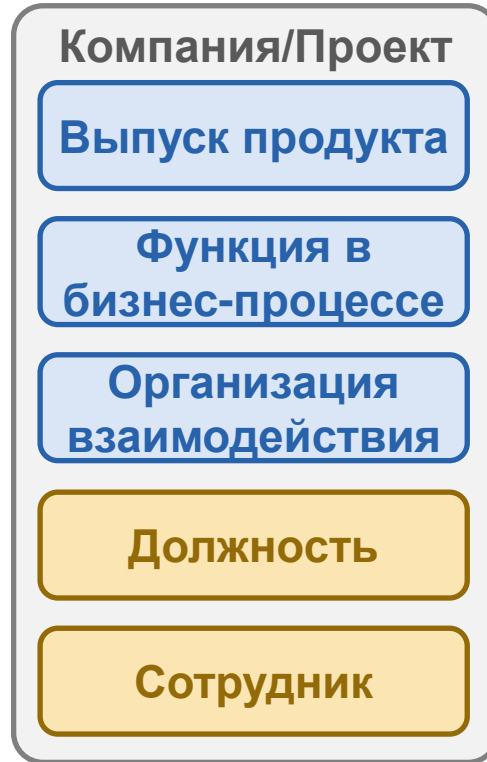 Компания/Проект
Выпуск продукта
Функция в
бизнес-процессе
Организация
взаимодействия
Должность
Сотрудник